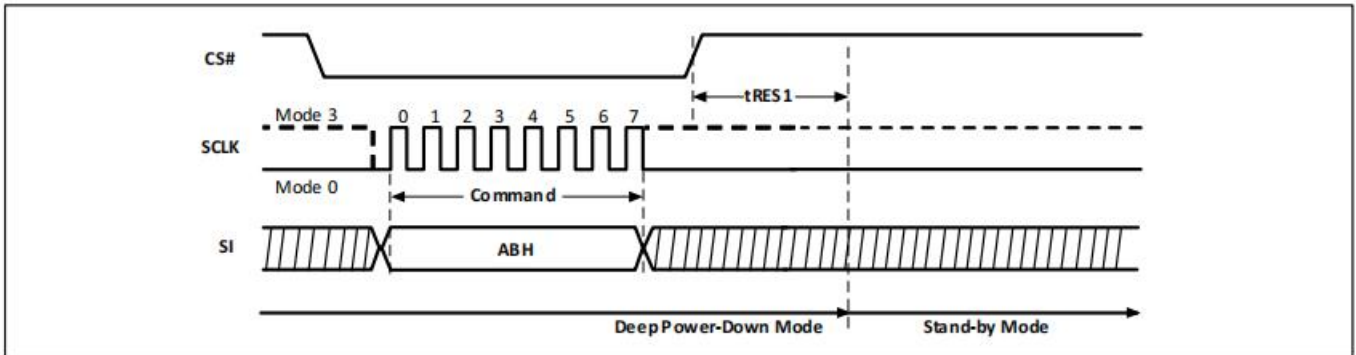 CS#
tRES1
Mode 3
0 1 2 3 4 5 6 7
SCLK
Mode 0
Command
SI
ABH
Deep Power-Down Mode
Stand-by Mode